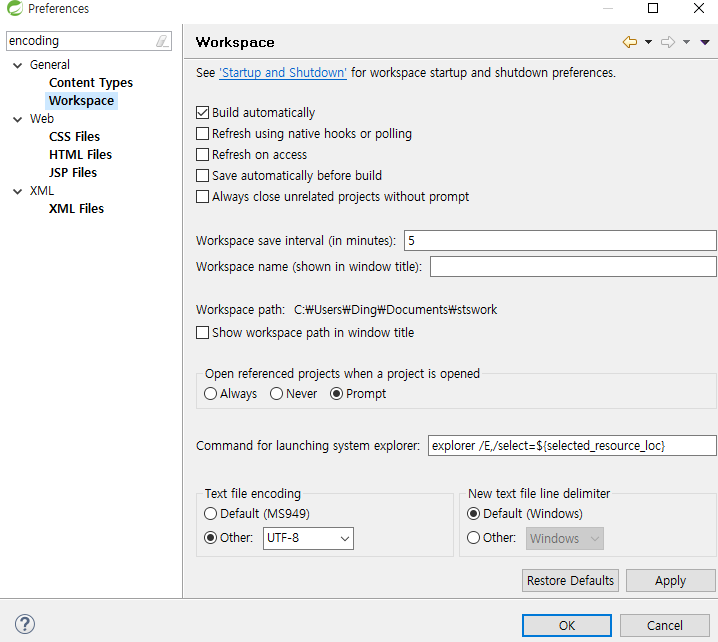 Preferences
encoding
General
Content Types
Workspace
Web
CSS Files
HTML Files
JSP Files
XML
XML Files
Workspace
See 'Startup and Shutdown' for workspace startup and shutdown preferences.
Build automatically
Refresh using native hooks or polling
Refresh on access
Save automatically before build
Always close unrelated projects without prompt
Workspace save interval (in minutes): 5
Workspace name (shown in window title):
Workspace path: C:₩Users₩Ding₩Documents₩stswork
Show workspace path in window title
Open referenced projects when a project is opened
Always Never Prompt
Command for launching system explorer: explorer /E,/select=${selected_resource_loc}
Text file encoding
Default (MS949)
Other: UTF-8
New text file line delimiter
Default (Windows)
Other: Windows
Restore Defaults Apply
? OK Cancel